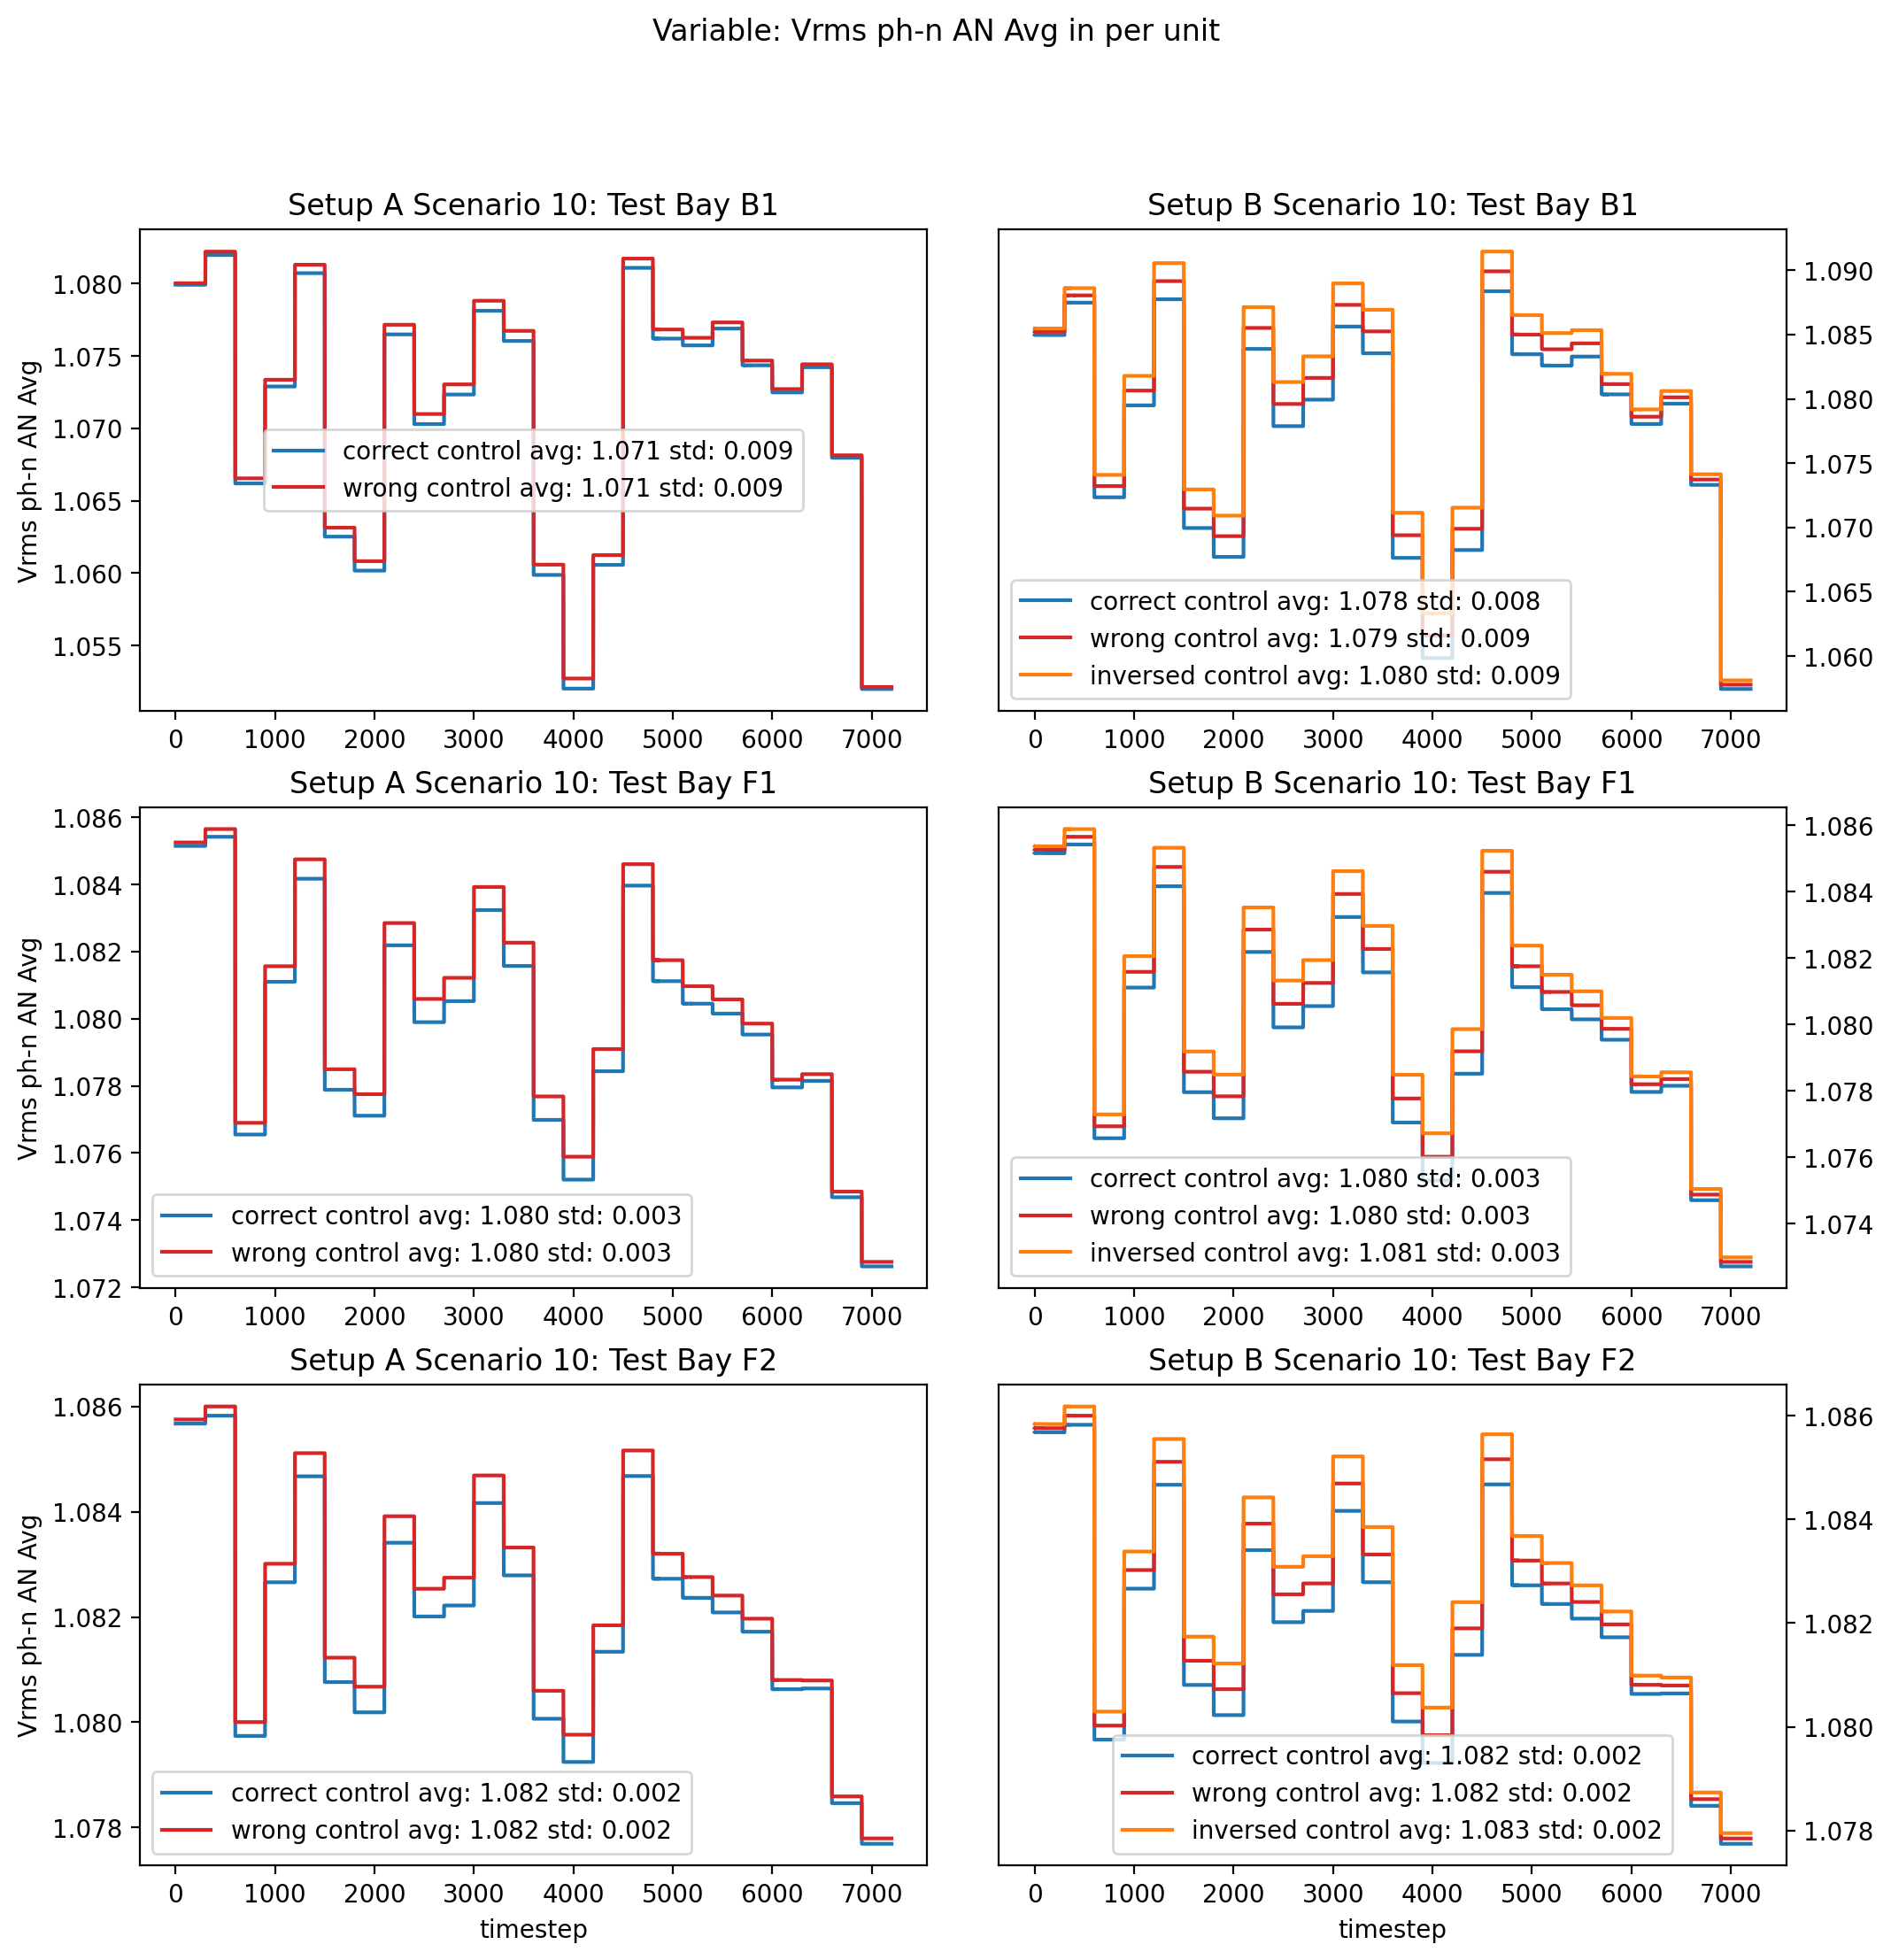 Variable: Vrms ph-n AN Avg in per unit
Setup A Scenario 10: Test Bay B1
Vrms ph-n AN Avg
1.080
1.075
1.070
1.065
1.060
1.055
correct control avg: 1.071 std: 0.009
wrong control avg: 1.071 std: 0.009
0 1000 2000 3000 4000 5000 6000 7000
Setup B Scenario 10: Test Bay B1
1.090
1.085
1.080
1.075
1.070
1.065
1.060
correct control avg: 1.078 std: 0.008
wrong control avg: 1.079 std: 0.009
inversed control avg: 1.080 std: 0.009
0 1000 2000 3000 4000 5000 6000 7000
Setup A Scenario 10: Test Bay F1
Vrms ph-n AN Avg
1.086
1.084
1.082
1.080
1.078
1.076
1.074
1.072
correct control avg: 1.080 std: 0.003
wrong control avg: 1.080 std: 0.003
0 1000 2000 3000 4000 5000 6000 7000
Setup B Scenario 10: Test Bay F1
1.086
1.084
1.082
1.080
1.078
1.076
1.074
correct control avg: 1.080 std: 0.003
wrong control avg: 1.080 std: 0.003
inversed control avg: 1.081 std: 0.003
0 1000 2000 3000 4000 5000 6000 7000
Setup A Scenario 10: Test Bay F2
Vrms ph-n AN Avg
1.086
1.084
1.082
1.080
1.078
correct control avg: 1.082 std: 0.002
wrong control avg: 1.082 std: 0.002
0 1000 2000 3000 4000 5000 6000 7000
timestep
Setup B Scenario 10: Test Bay F2
1.086
1.084
1.082
1.080
1.078
correct control avg: 1.082 std: 0.002
wrong control avg: 1.082 std: 0.002
inversed control avg: 1.083 std: 0.002
0 1000 2000 3000 4000 5000 6000 7000
timestep